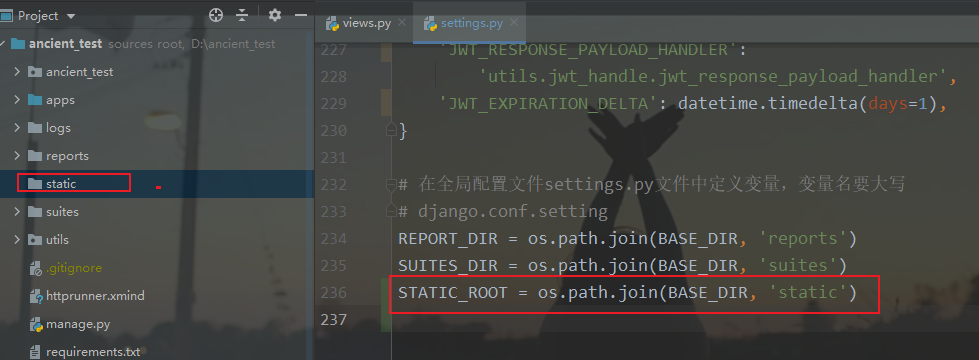 Project
ancient_test sources root, D:\ancient_test
ancient_test
apps
logs
reports
static
suites
utils
.gitignore
httprunner.xmind
manage.py
requirements.txt
views.py
settings.py
227 'JWT_RESPONSE_PAYLOAD_HANDLER':
228 'utils.jwt_handle.jwt_response_payload_handler',
229 'JWT_EXPIRATION_DELTA': datetime.timedelta(days=1),
230 }
231
232 # 在全局配置文件settings.py文件中定义变量，变量名要大写
233 # django.conf.setting
234 REPORT_DIR = os.path.join(BASE_DIR, 'reports')
235 SUITES_DIR = os.path.join(BASE_DIR, 'suites')
236 STATIC_ROOT = os.path.join(BASE_DIR, 'static')
237